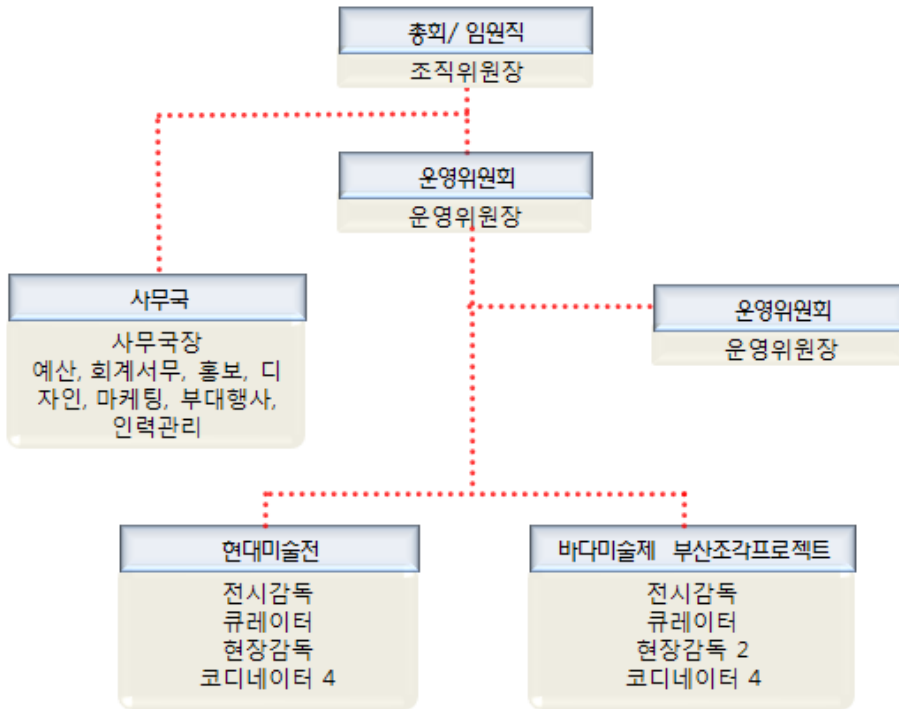 총회/ 임원직
조직위원장
운영위원회
운영위원장
사무국
사무국장
예산, 회계서무, 홍보, 디
자인, 마케팅, 부대행사,
인력관리
운영위원회
운영위원장
현대미술전
전시감독
큐레이터
현장감독
코디네이터 4
바다미술제 부산조각프로젝트
전시감독
큐레이터
현장감독 2
코디네이터 4